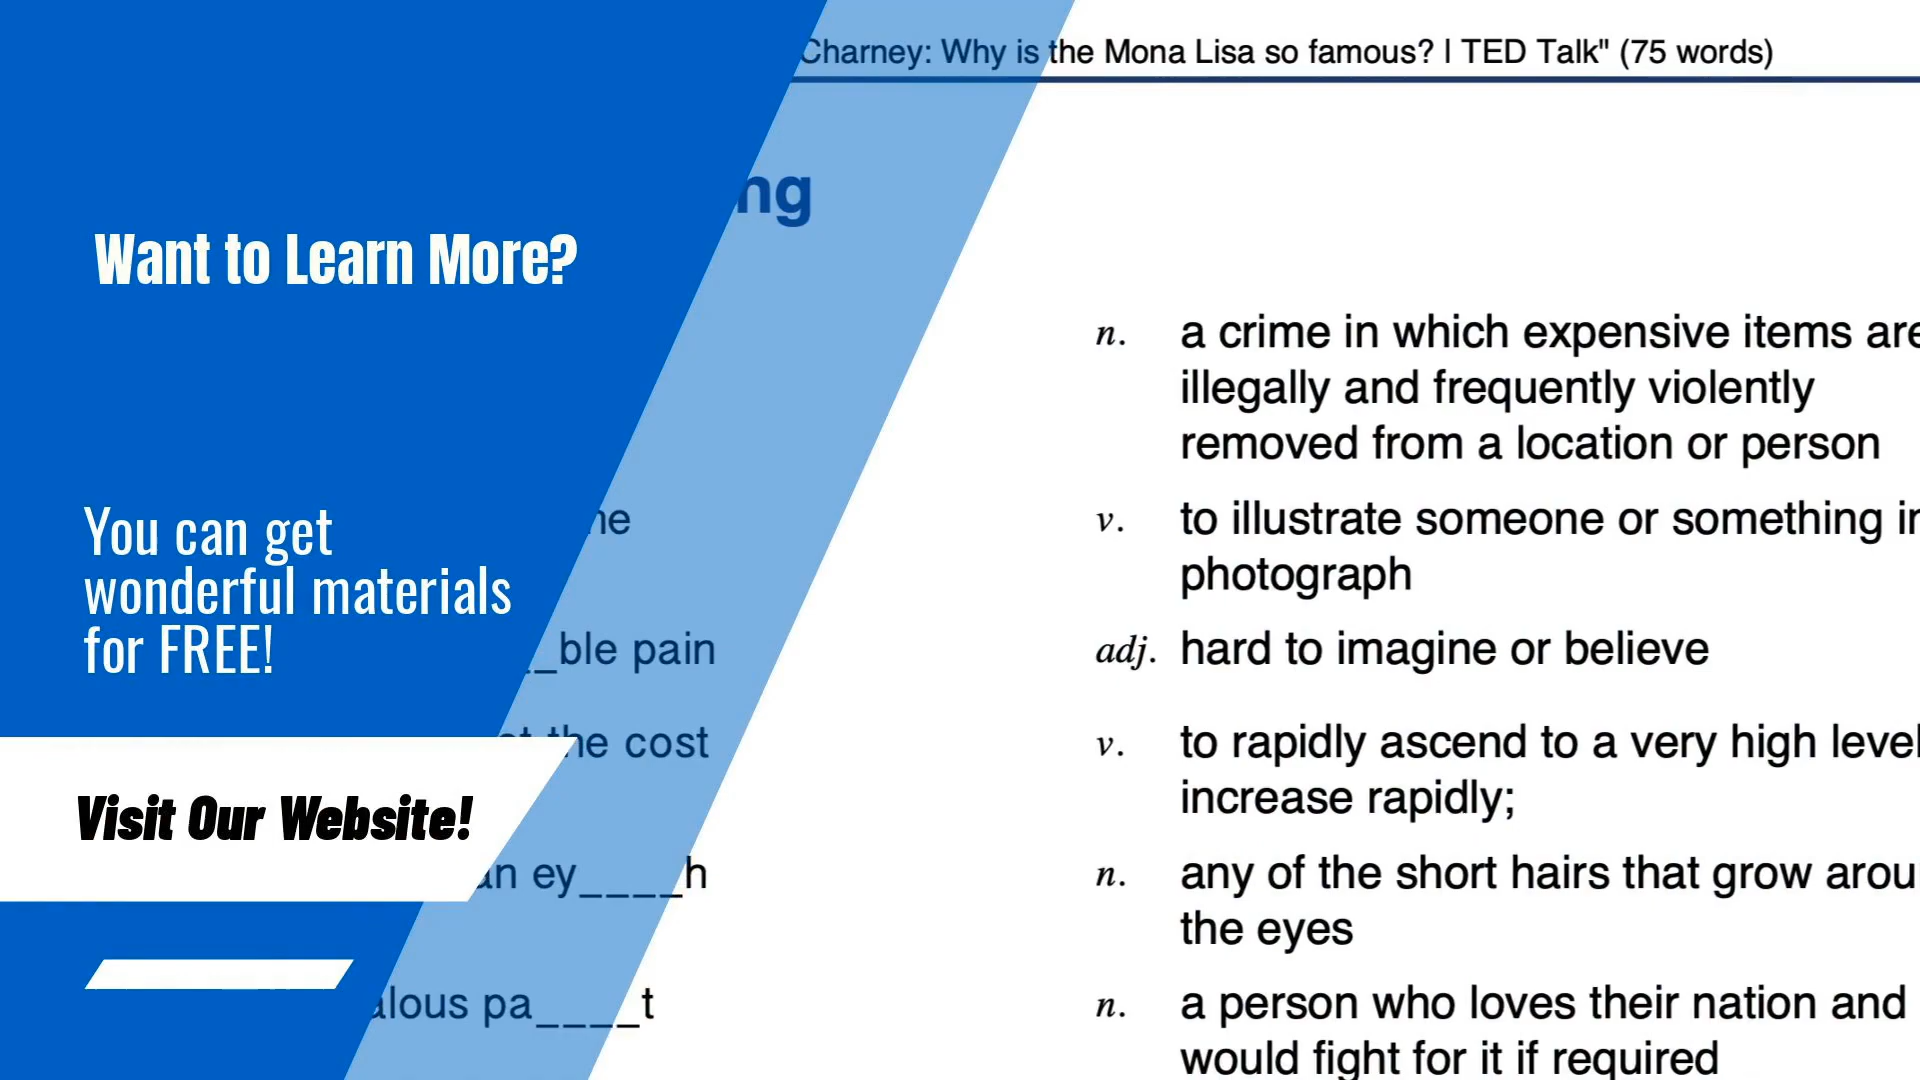 Charney: Why is the Mona Lisa so famous? | TED Talk" (75 words)
Want to Learn More?
You can get
wonderful materials
for FREE!
Visit Our Website!
n. a crime in which expensive items are
illegally and frequently violently
removed from a location or person
v. to illustrate someone or something in
photograph
ble pain
adj. hard to imagine or believe
the cost
v. to rapidly ascend to a very high level
increase rapidly;
an ey____h
n. any of the short hairs that grow arou
the eyes
alous pa____t
n. a person who loves their nation and
would fight for it if required